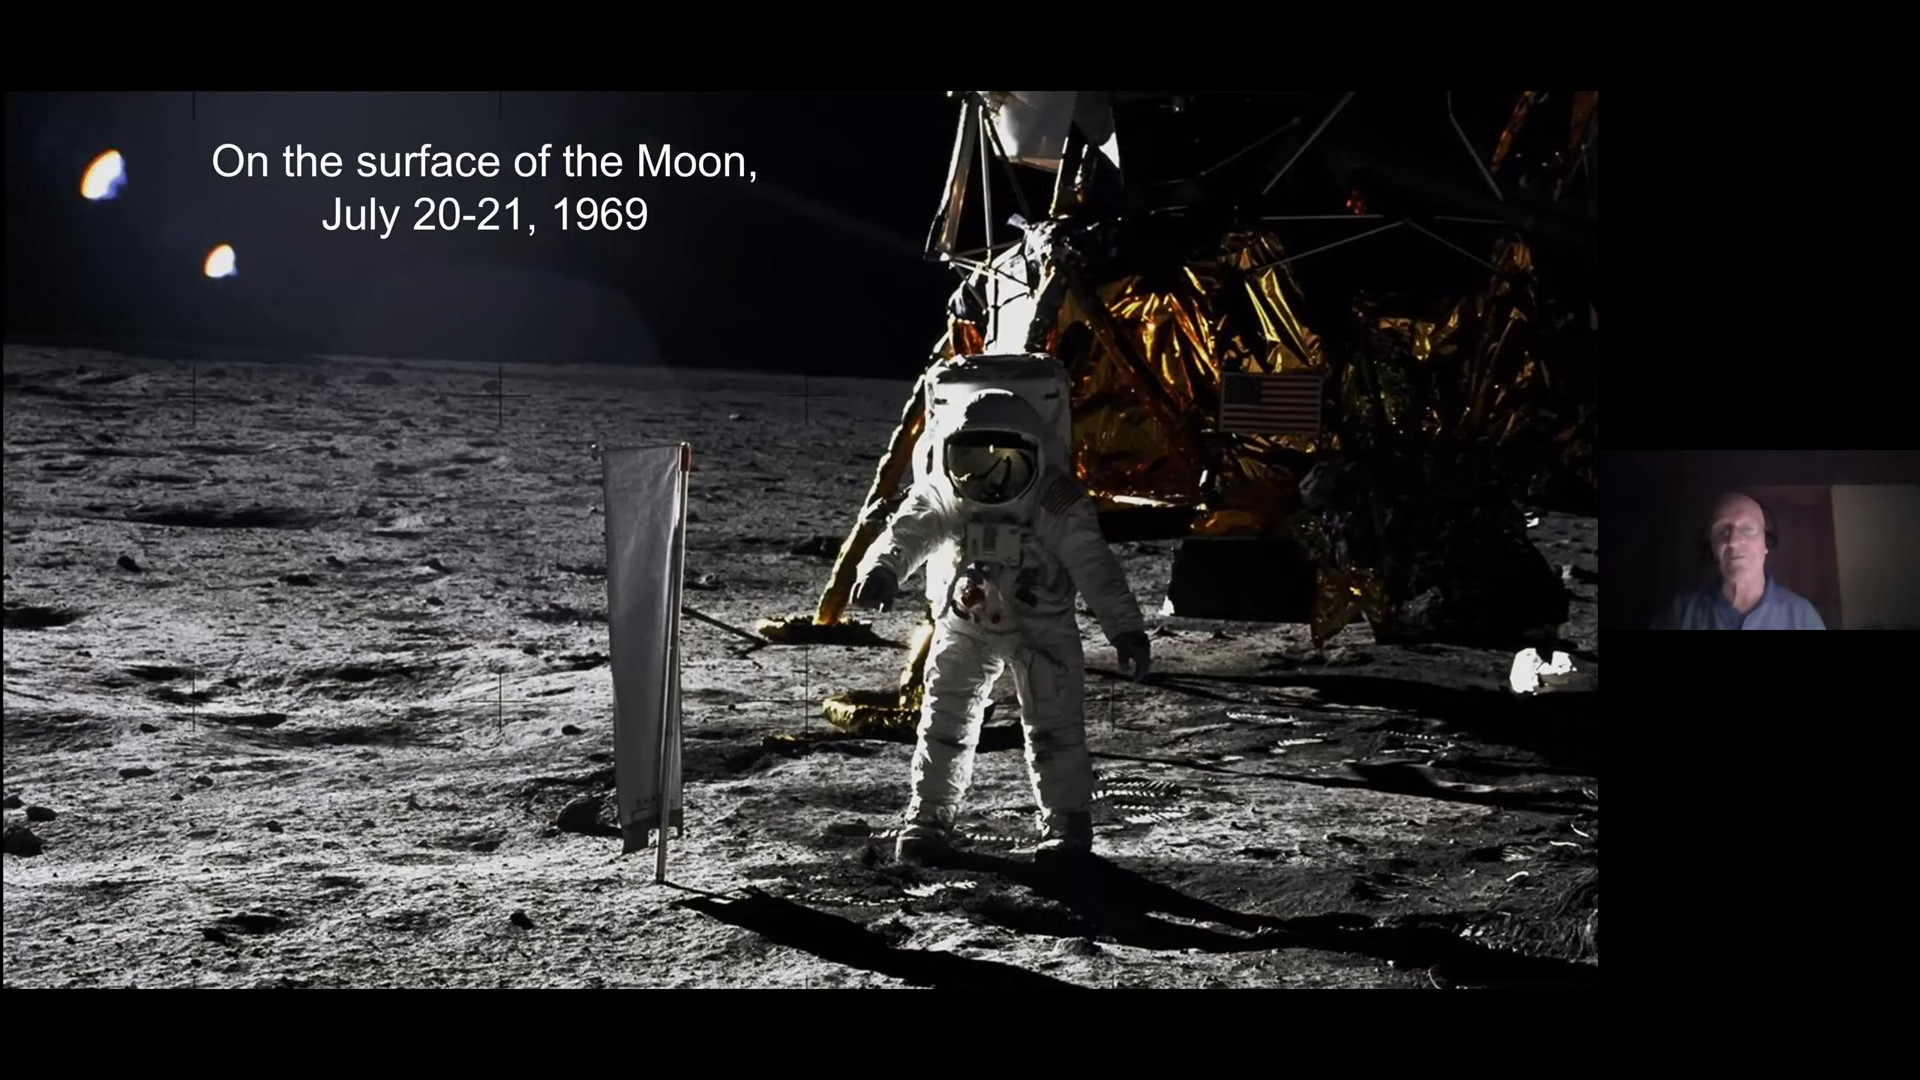 On the surface of the Moon,
July 20-21, 1969